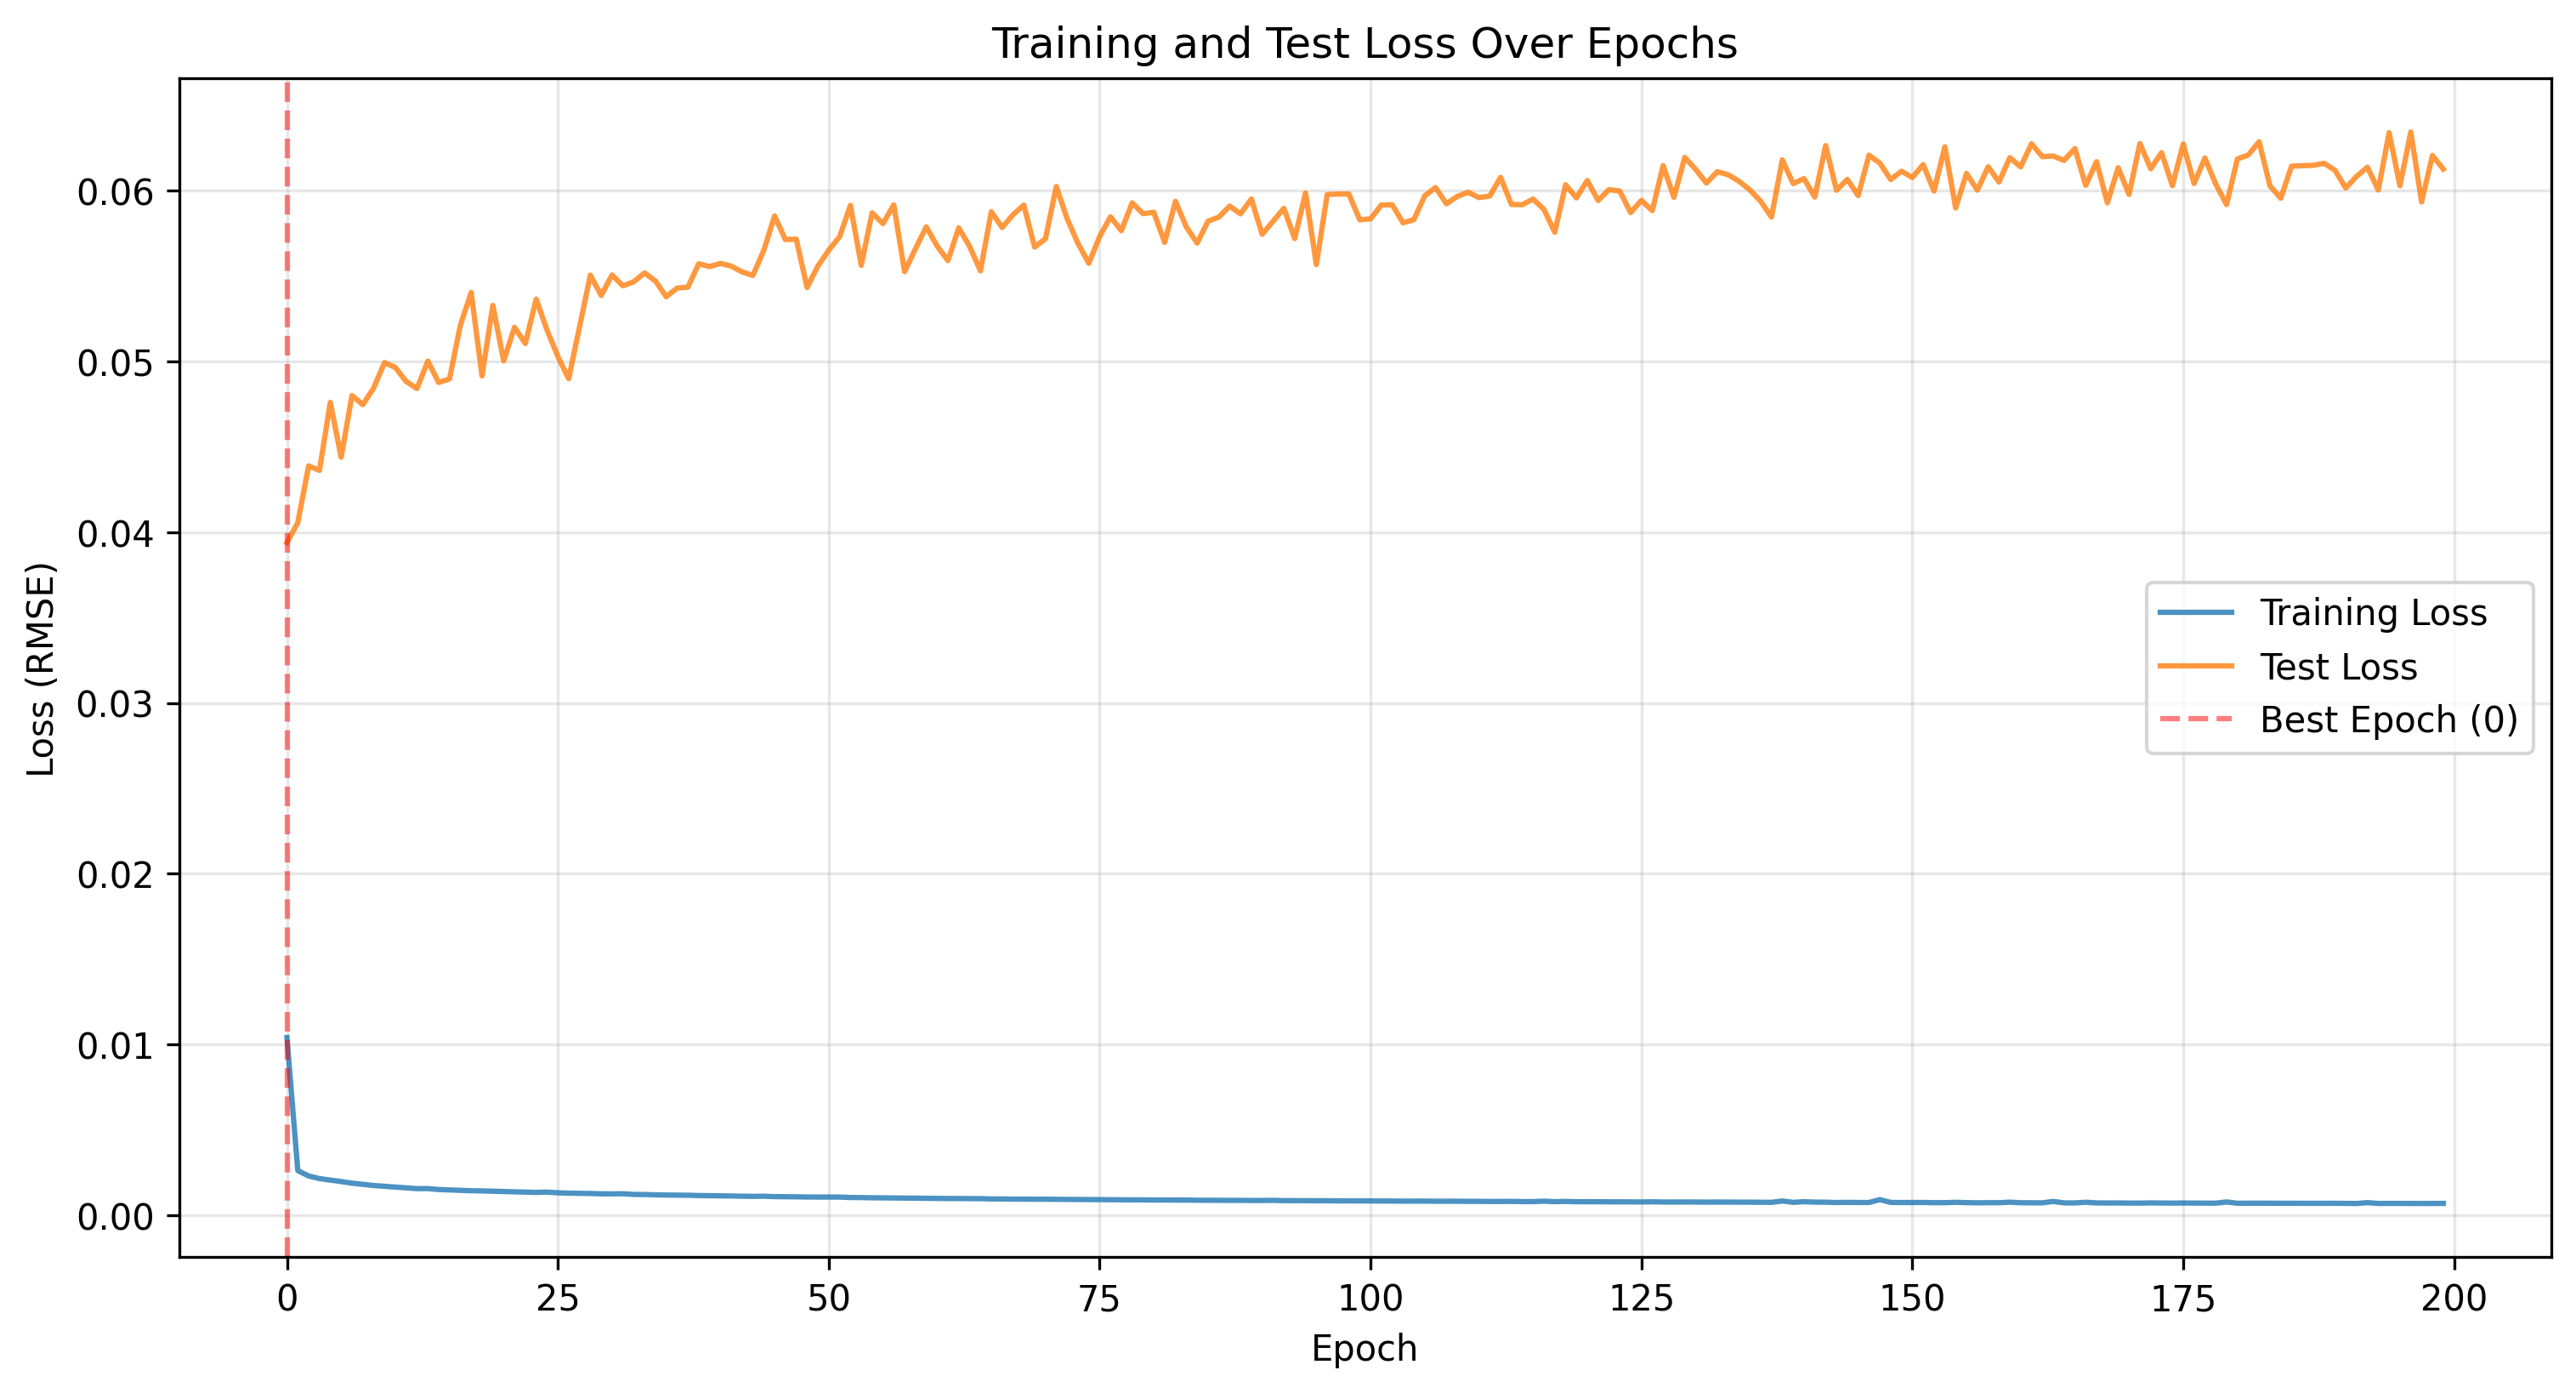 Training and Test Loss Over Epochs
Loss (RMSE)
0.06
0.05
0.04
0.03
0.02
0.01
0.00
Training Loss
Test Loss
Best Epoch (0)
0 25 50 75 100 125 150 175 200
Epoch